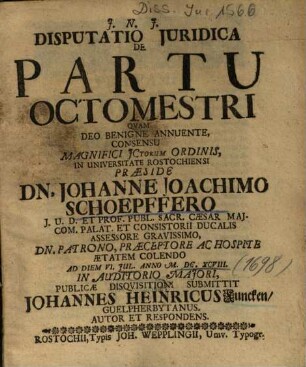 Diss. Jur. 1566
J. N. J.
DISPUTATIO JURIDICA
DE
PARTU
OCTOMESTRI
QUAM
DEO BENIGNE ANNUENTE,
CONSENSU
MAGNIFICI JCTORUM ORDINIS,
IN UNIVERSITATE ROSTOCHIENSI
PRÆSIDE
DN. JOHANNE JOACHIMO
SCHOEPFFERO
J. U. D. ET PROF. PUBL. SACR. CÆSAR MAJ.
COM. PALAT. ET CONSISTORII DUCALIS
ASSESSORE GRAVISSIMO,
DN. PATRONO, PRÆCEPTORE AC HOSPITE
ÆTATEM COLENDO
AD DIEM VI. JUL. ANNO M. DC. XCVIII.
(1698)
IN AUDITORIO MAJORI,
PUBLICÆ DISQVISITIONI SUBMITTIT
JOHANNES HEINRICUS Luncken/
GUELPHERBYTANUS.
AUTOR ET RESPONDENS.
ROSTOCHII, Typis JOH. WEPPLINGII, Univ. Typogr.